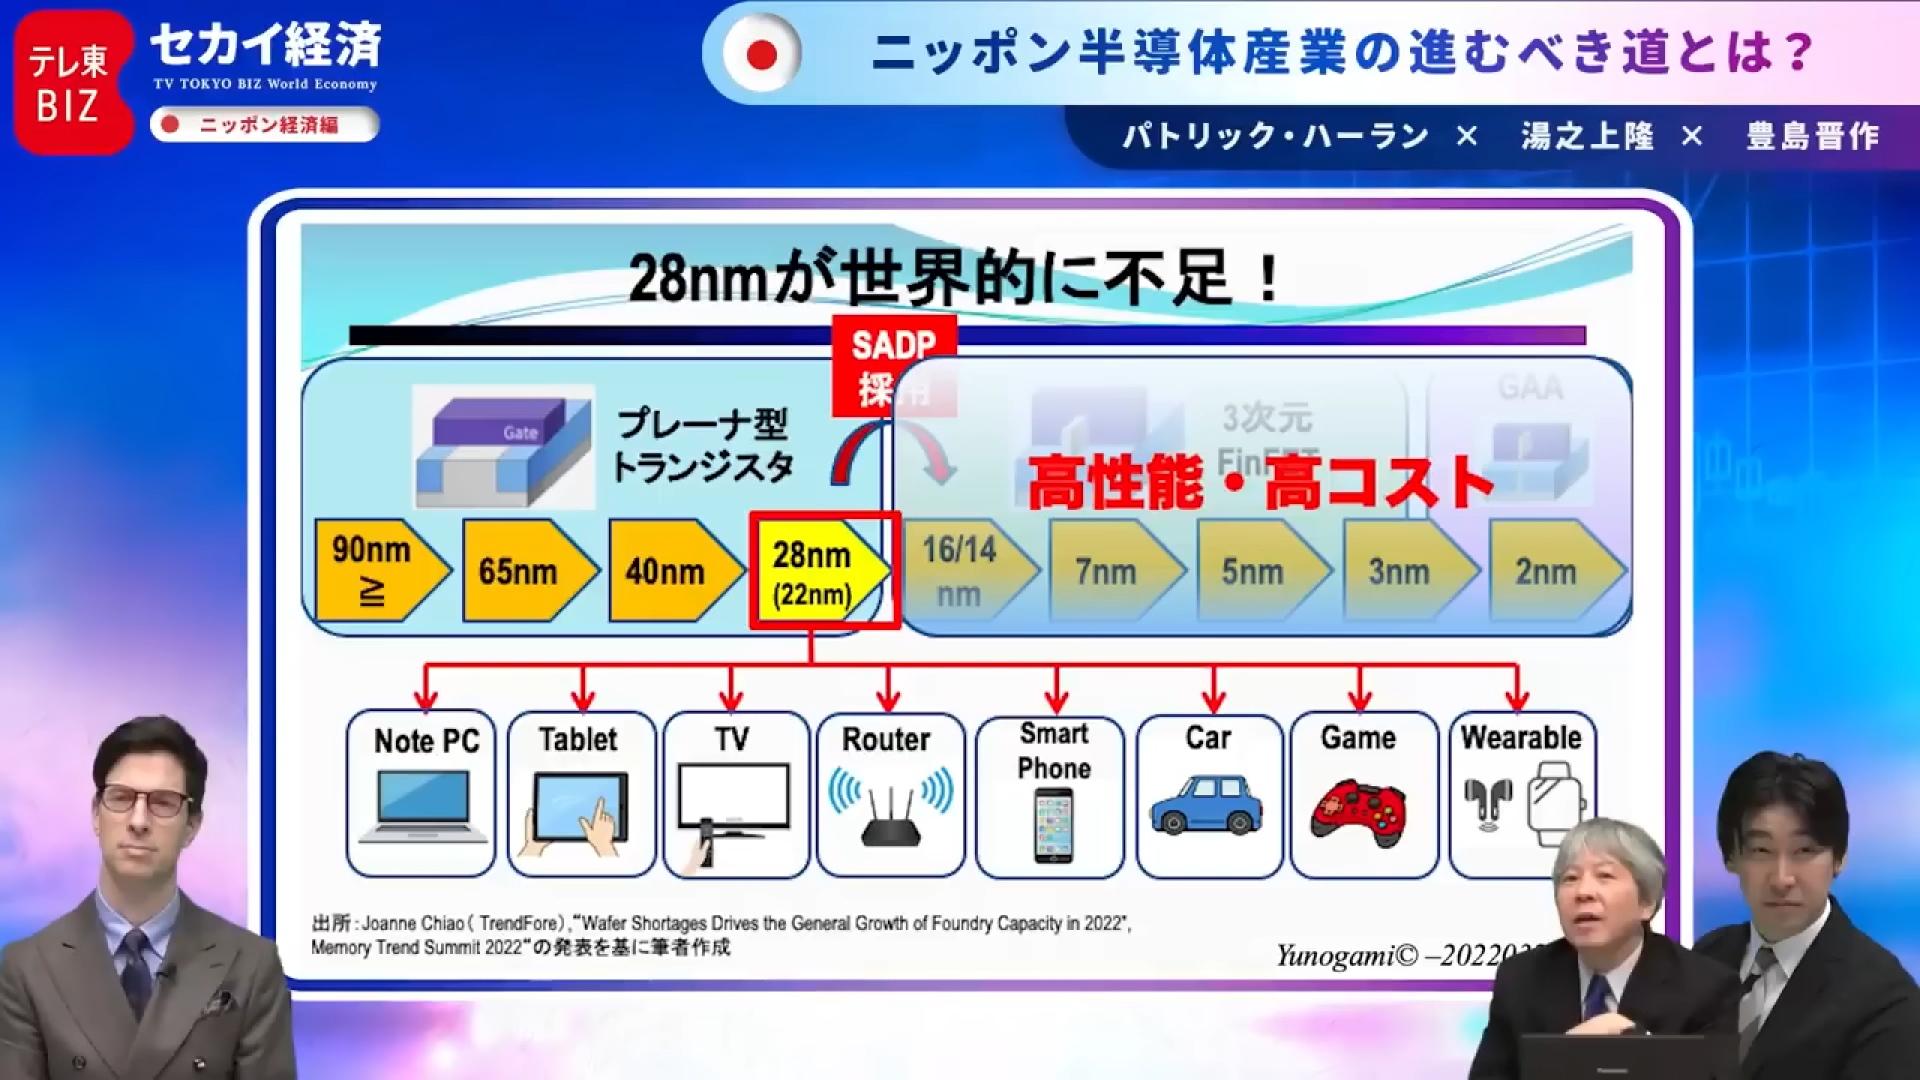 テレ東
BIZ
セカイ経済
TV TOKYO BIZ World Economy
ニッポン経済編
ニッポン半導体産業の進むべき道とは？
パトリック・ハーラン × 湯之上隆 × 豊島晋作
28nmが世界的に不足！
SADP
採用
Gate
プレーナ型
トランジスタ
3次元
FinFET
GAA
高性能・高コスト
90nm
≧
65nm
40nm
28nm
(22nm)
16/14
nm
7nm
5nm
3nm
2nm
Note PC
Tablet
TV
Router
Smart
Phone
Car
Game
Wearable
出所：Joanne Chiao（TrendFore）,“Wafer Shortages Drives the General Growth of Foundry Capacity in 2022”,
Memory Trend Summit 2022“の発表を基に筆者作成
Yunogami© –20220